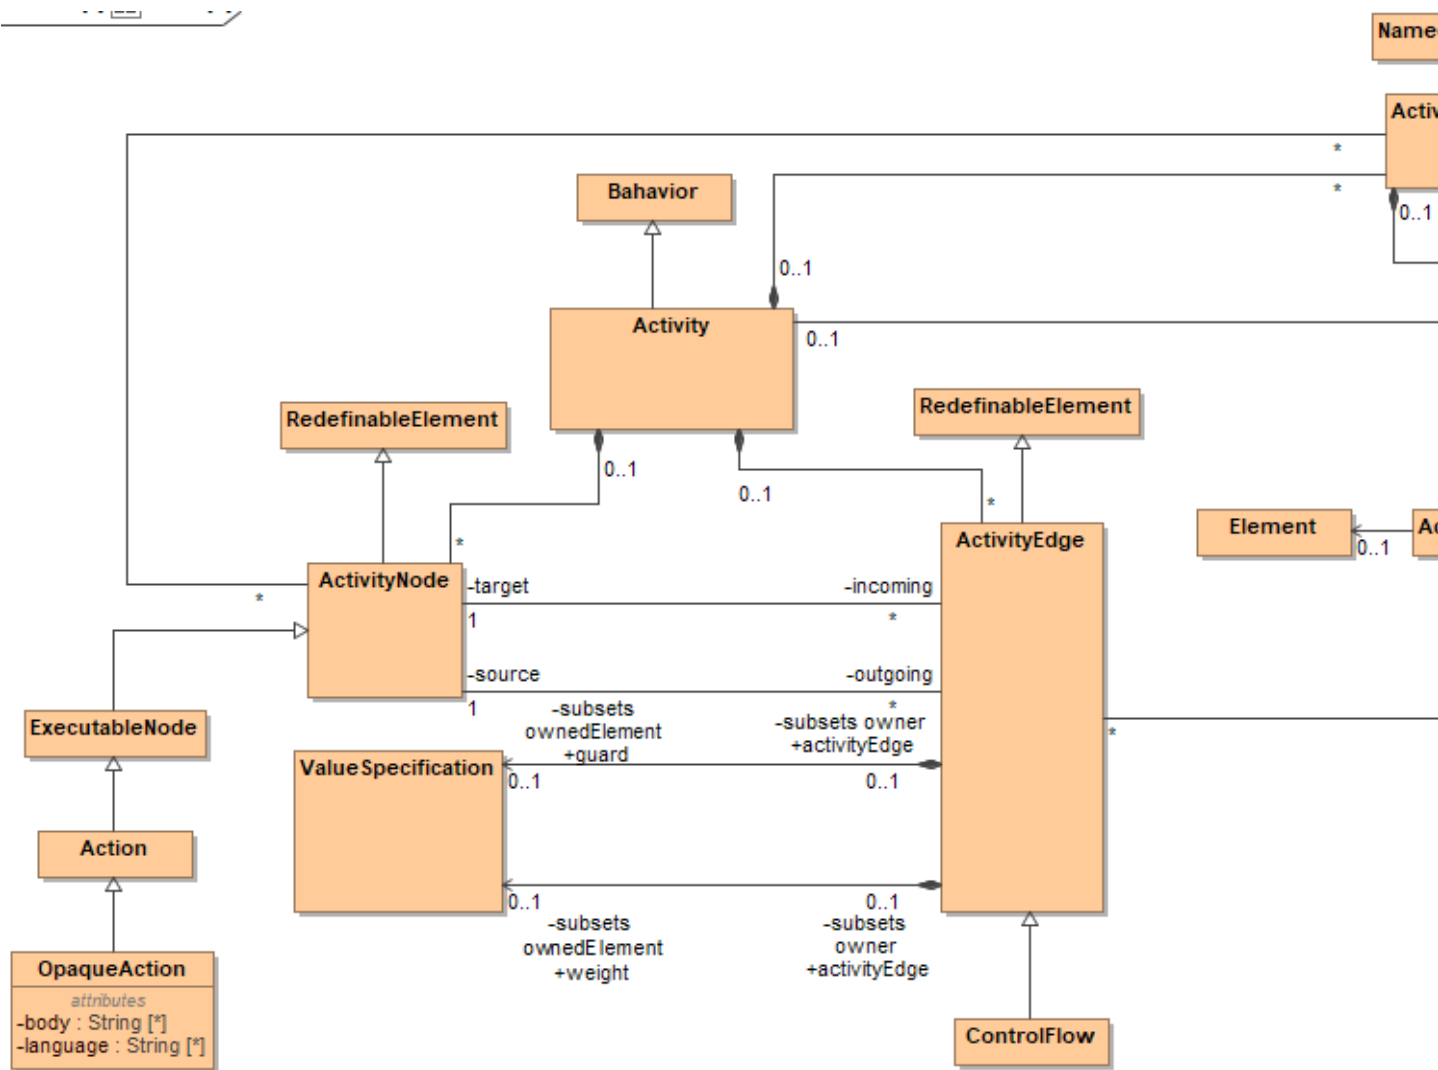 Name
Activ
*
Bahavior
*
0..1
0..1
Activity
0..1
RedefinableElement
RedefinableElement
0..1
0..1
*
Element
0..1
Ac
*
ActivityEdge
ActivityNode
-target
-incoming
*
1
*
-source
-outgoing
1
*
-subsets
ownedElement
+guard
-subsets owner
+activityEdge
*
ExecutableNode
ValueSpecification
0..1
0..1
Action
0..1
0..1
-subsets
ownedElement
+weight
-subsets
owner
+activityEdge
OpaqueAction
attributes
-body : String [*]
-language : String [*]
ControlFlow